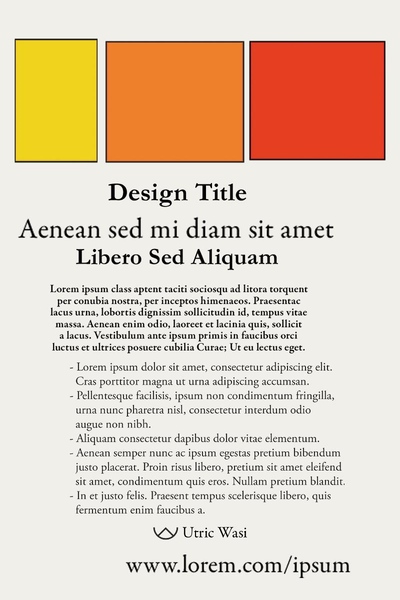 Design Title
Aenean sed mi diam sit amet
Libero Sed Aliquam
Lorem ipsum class aptent taciti sociosqu ad litora torquent
per conubia nostra, per inceptos himenaeos. Praesentac
lacus urna, lobortis dignissim sollicitudin id, tempus vitae
massa. Aenean enim odio, laoreet et lacinia quis, sollicit
a lacus. Vestibulum ante ipsum primis in faucibus orci
luctus et ultrices posuere cubilia Curae; Ut eu lectus eget.
- Lorem ipsum dolor sit amet, consectetur adipiscing elit.
Cras porttitor magna ut urna adipiscing accumsan.
- Pellentesque facilisis, ipsum non condimentum fringilla,
urna nunc pharetra nisl, consectetur interdum odio
augue non nibh.
- Aliquam consectetur dapibus dolor vitae elementum.
- Aenean semper nunc ac ipsum egestas pretium bibendum
justo placerat. Proin risus libero, pretium sit amet eleifend
sit amet, condimentum quis eros. Nullam pretium blandit.
- In et justo felis. Praesent tempus scelerisque libero, quis
fermentum enim faucibus a.
Utric Wasi
www.lorem.com/ipsum